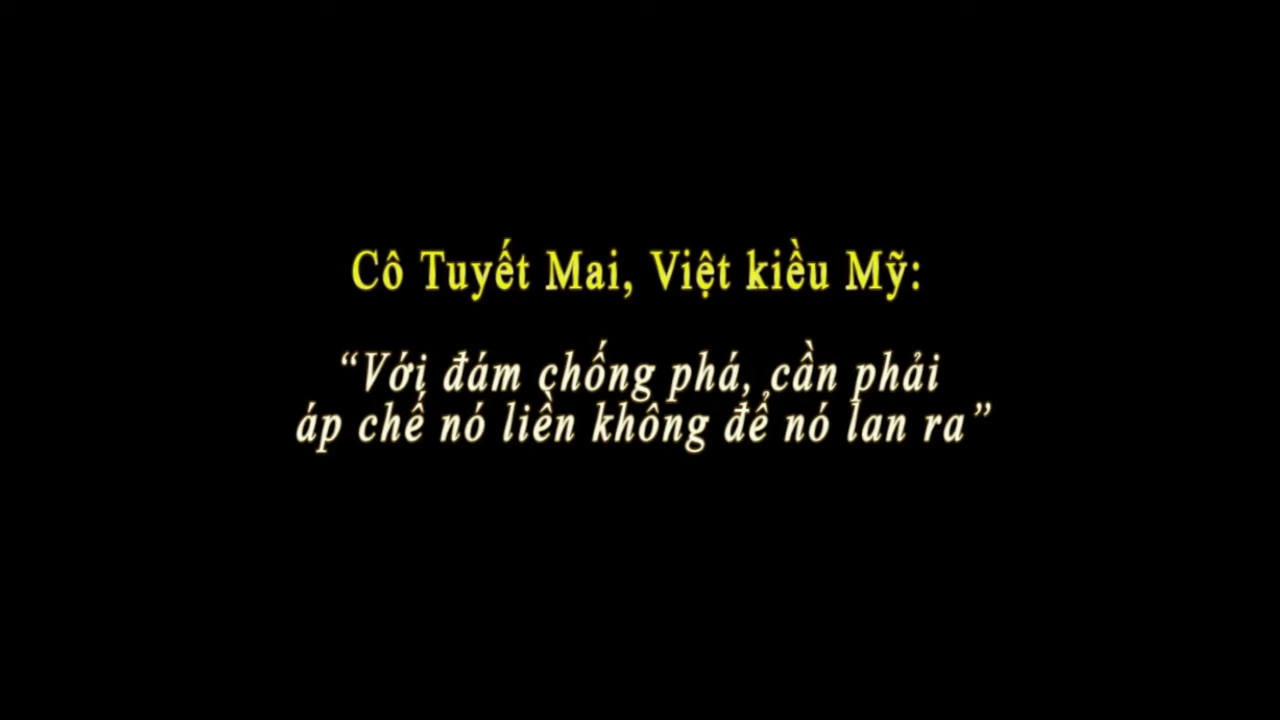 Cô Tuyết Mai, Việt kiều Mỹ:
“Với đám chống phá, cần phải
áp chế nó liền không để nó lan ra”